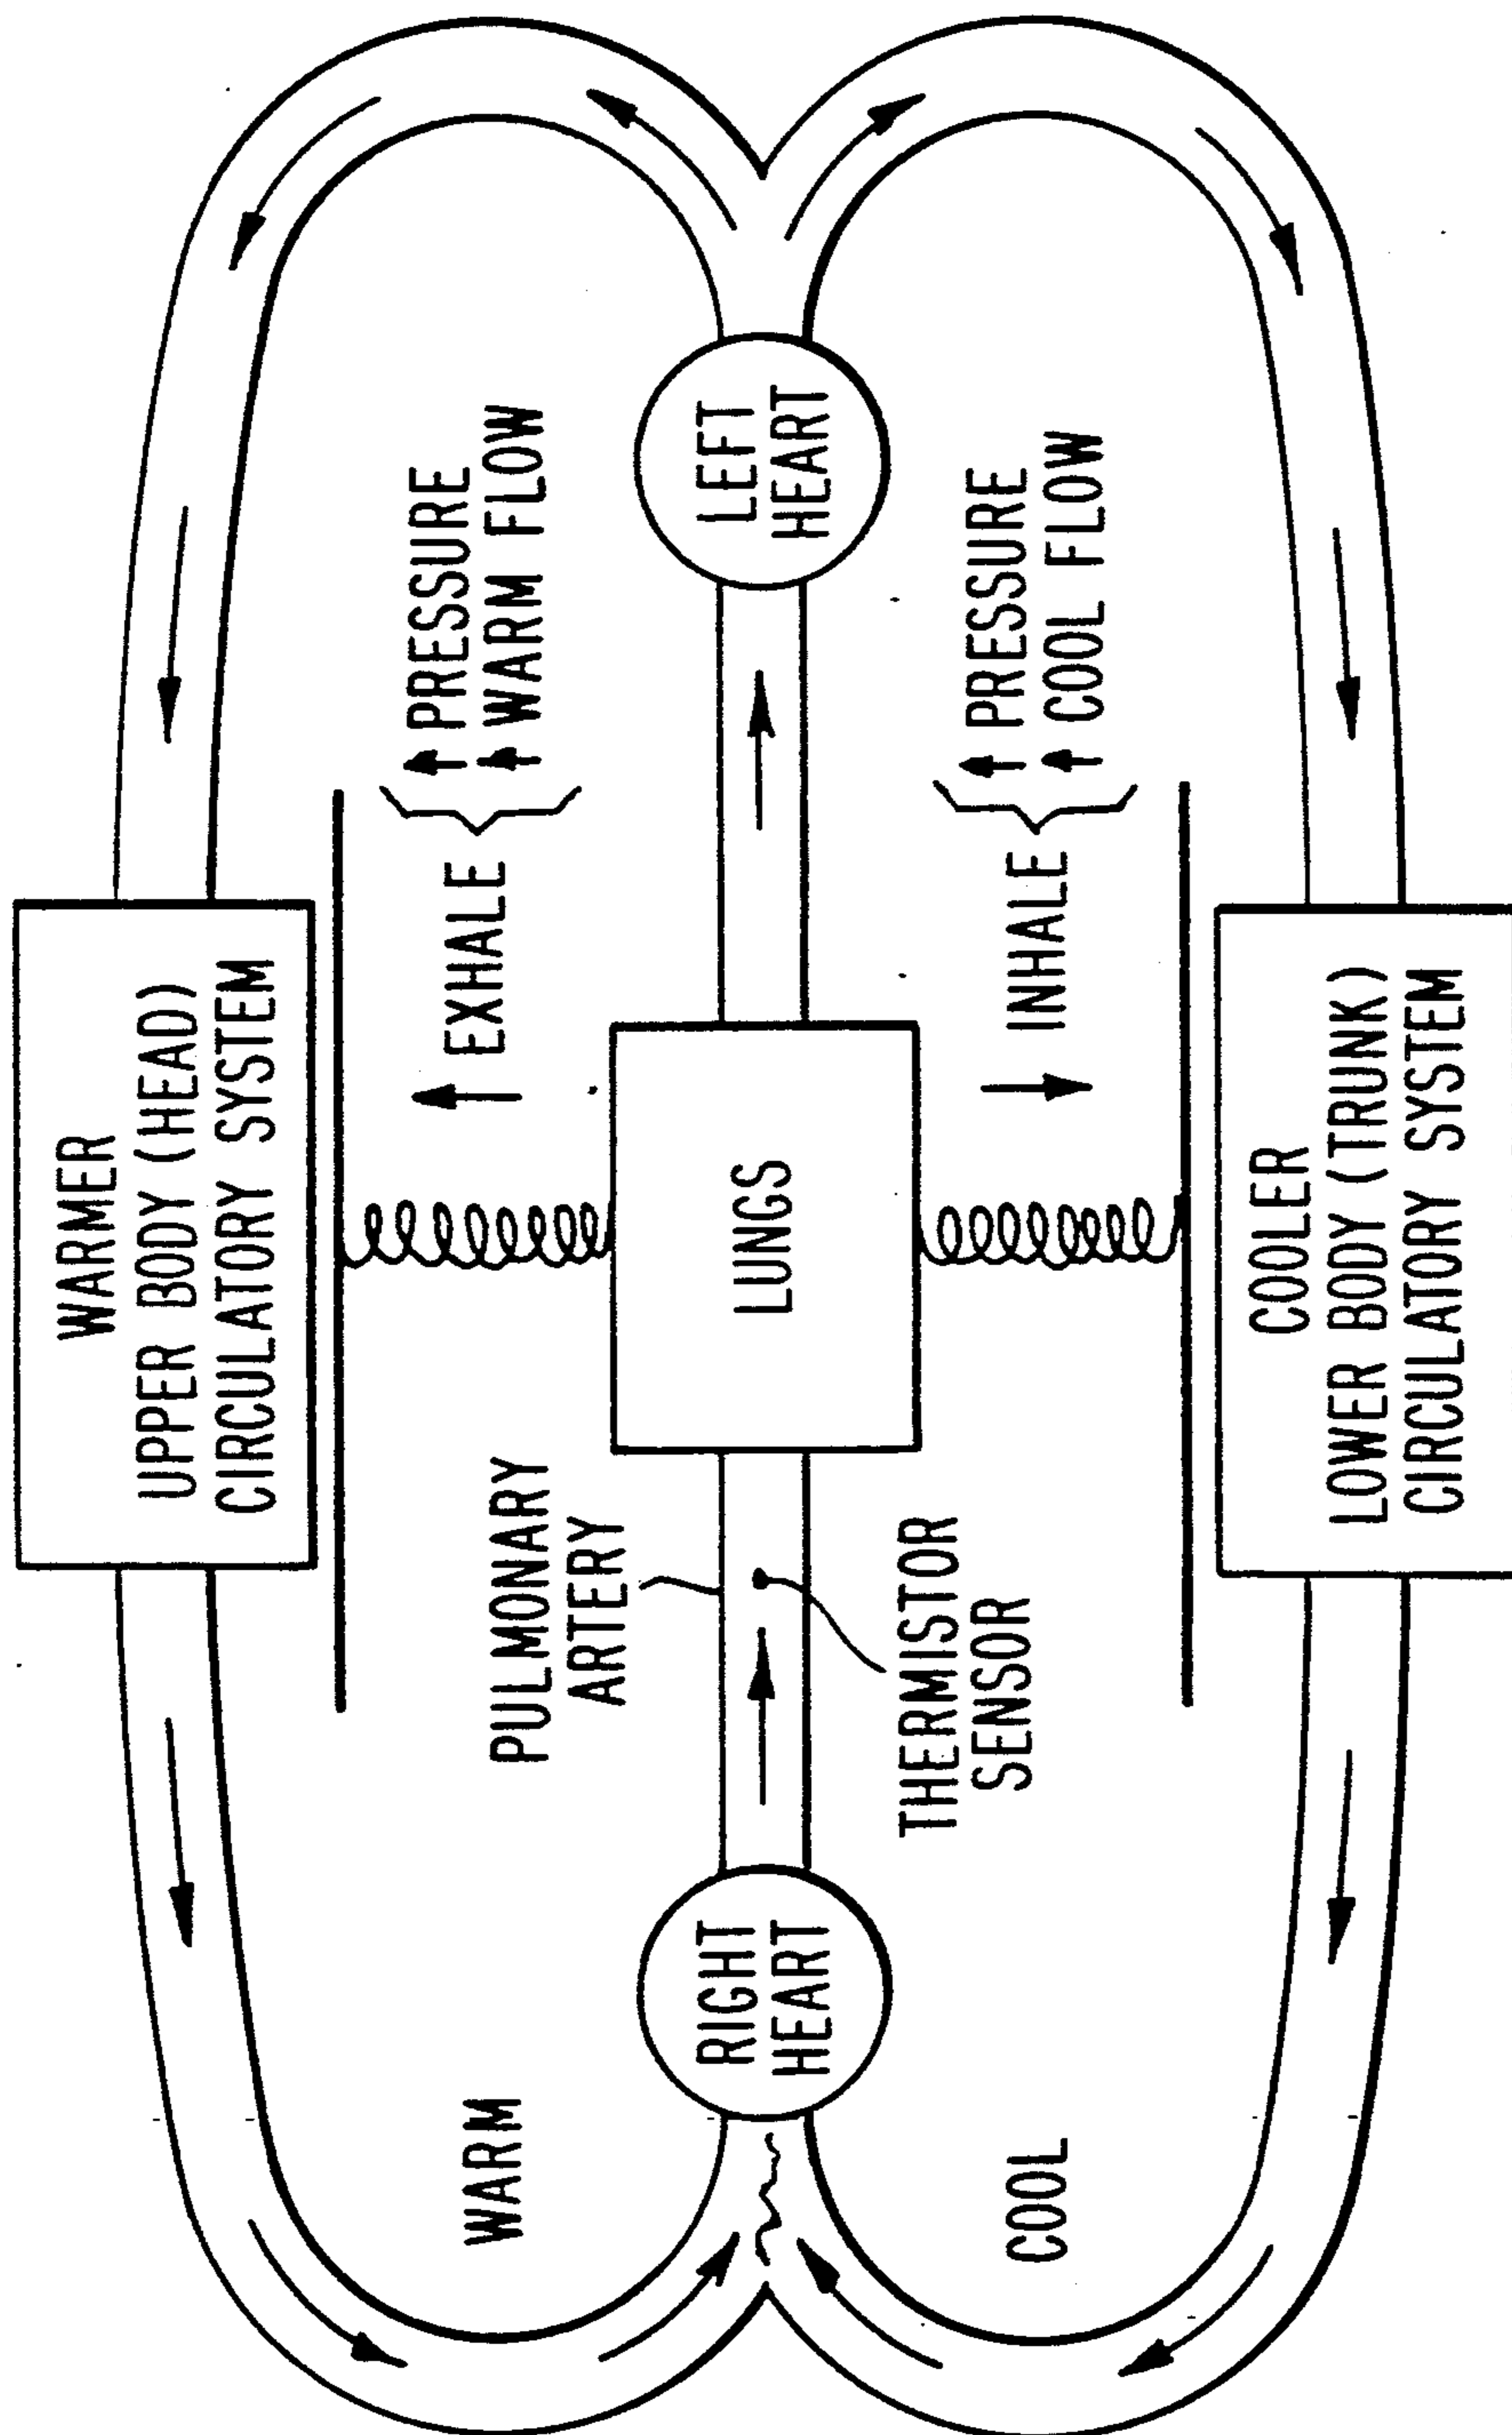 WARMER
UPPER BODY (HEAD)
CIRCULATORY SYSTEM
WARM
PULMONARY
ARTERY
↑ EXHALE
↑ PRESSURE
↑ WARM FLOW
RIGHT
HEART
LUNGS
LEFT
HEART
THERMISTOR
SENSOR
COOL
↓ INHALE
↑ PRESSURE
↑ COOL FLOW
COOLER
LOWER BODY (TRUNK)
CIRCULATORY SYSTEM